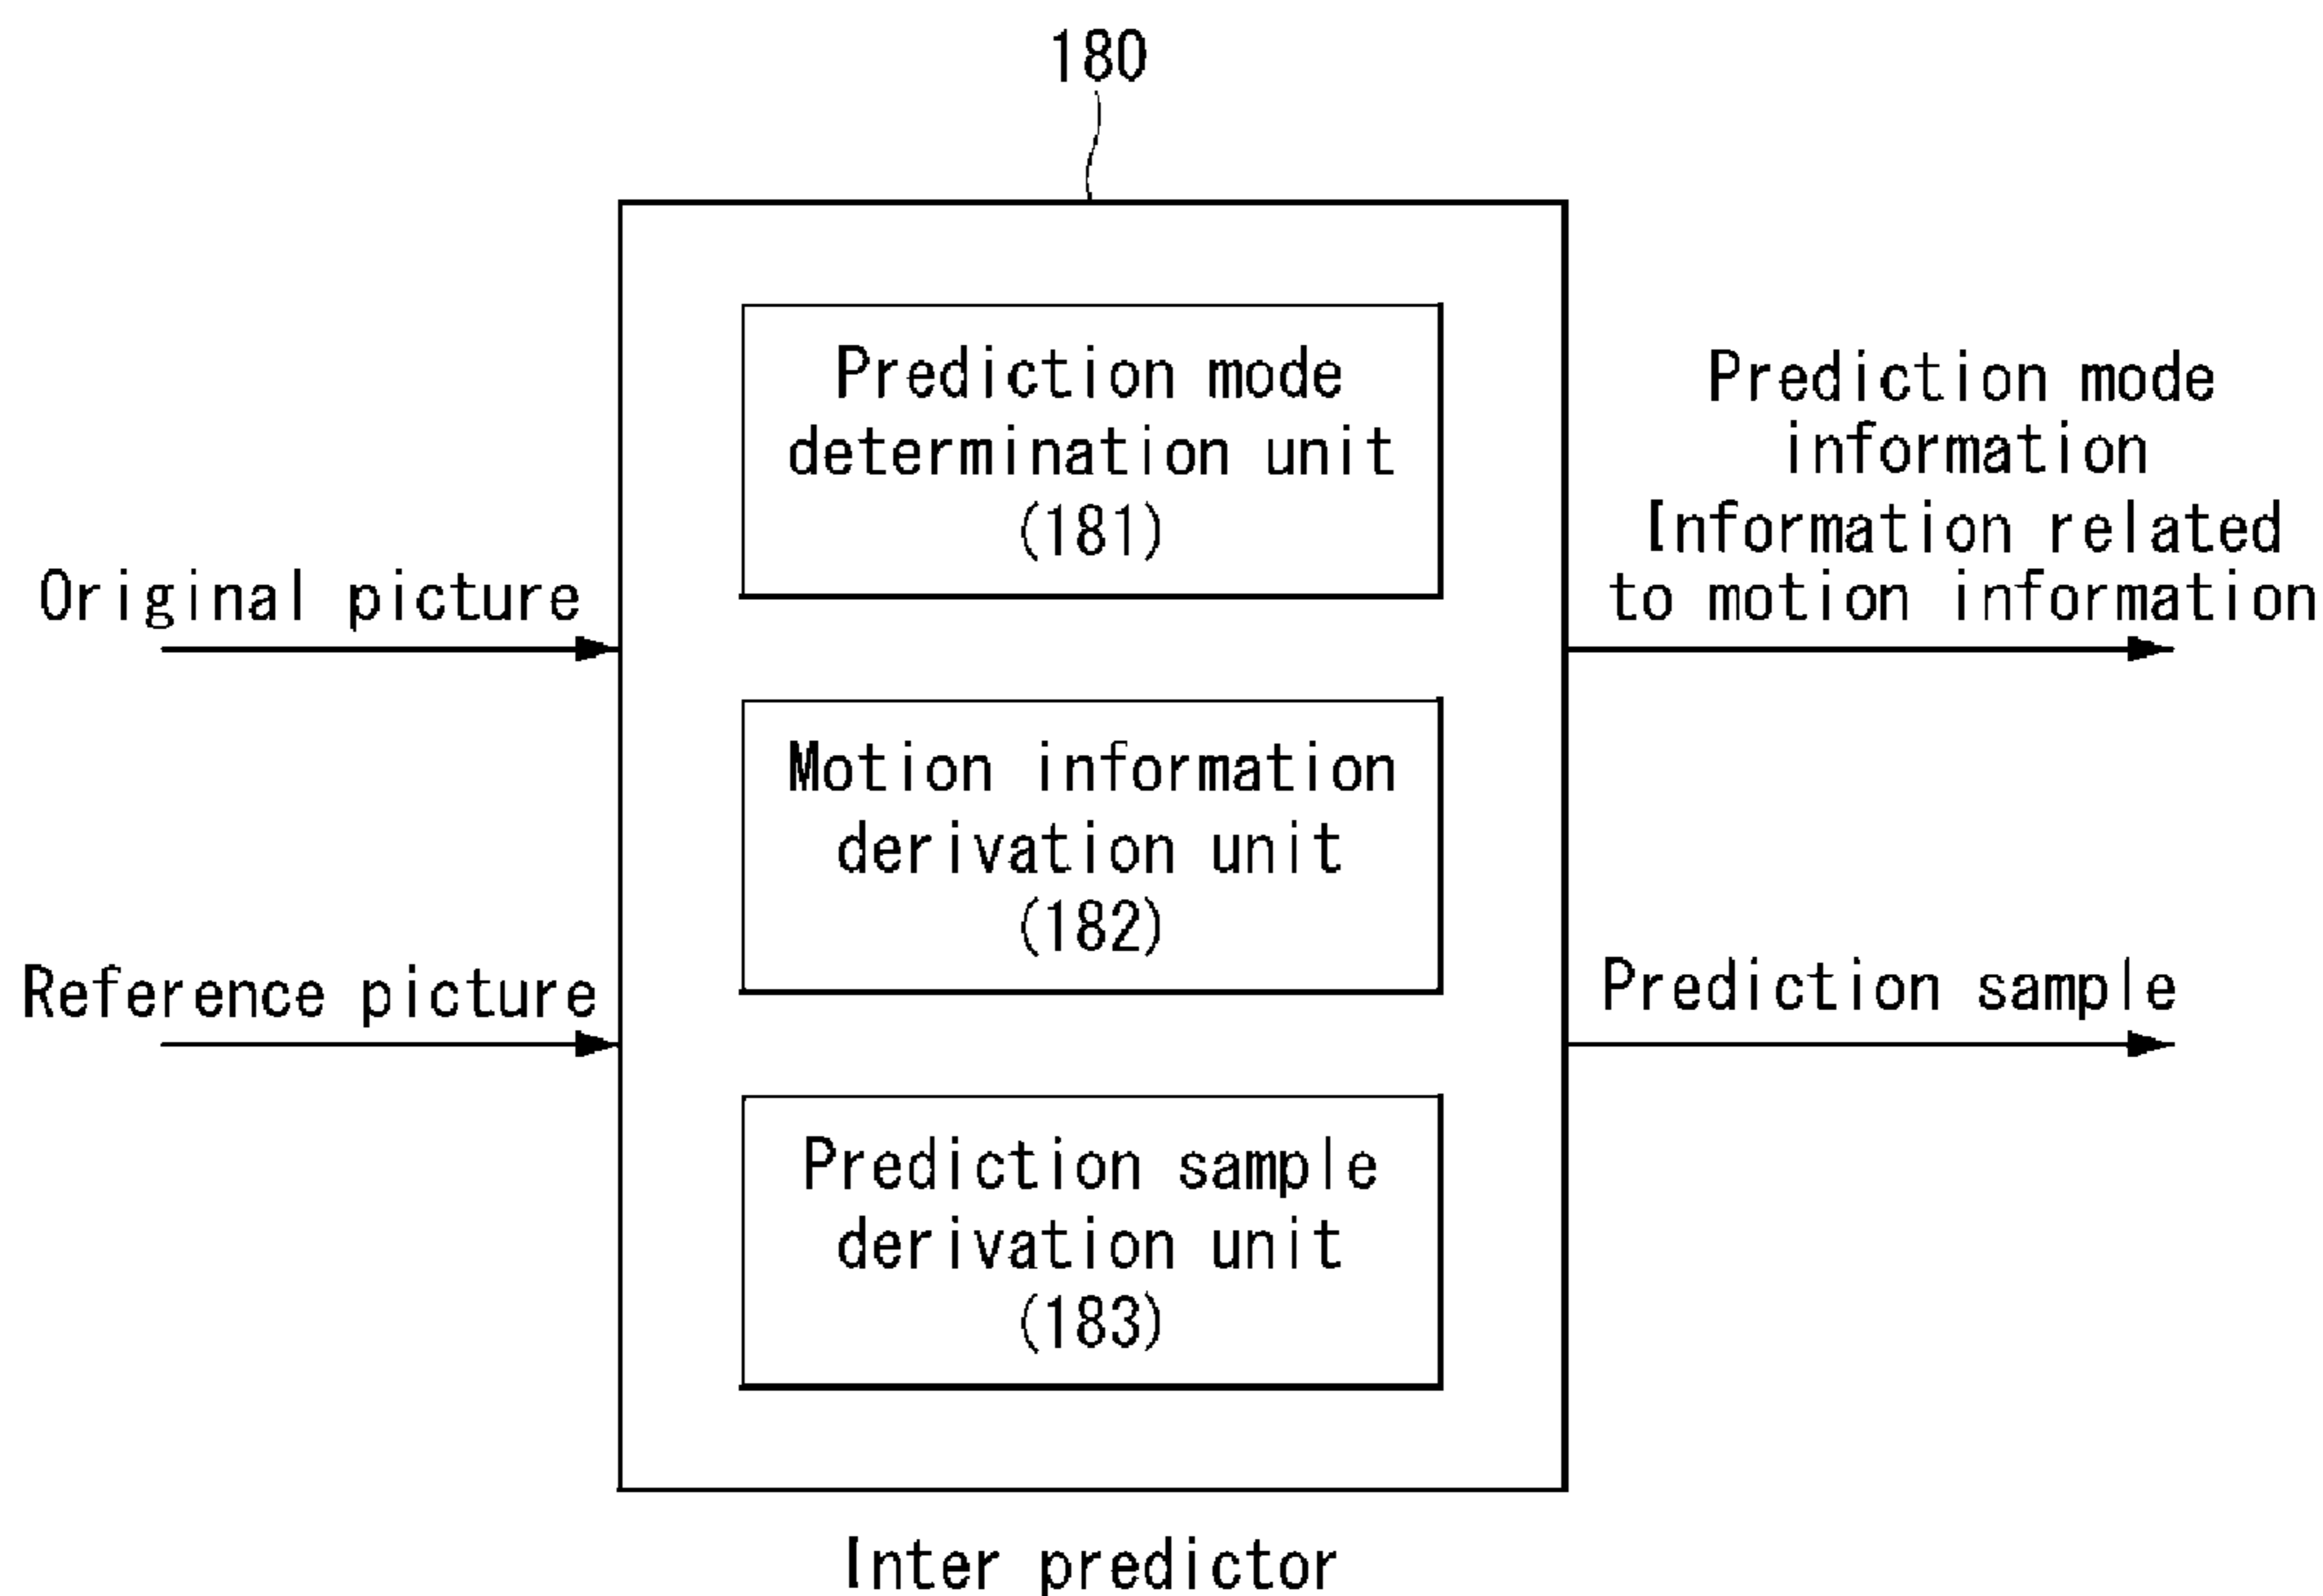 180
Prediction mode
determination unit
(181)
Prediction mode
information
Information related
to motion information
Original picture
Motion information
derivation unit
(182)
Reference picture
Prediction sample
Prediction sample
derivation unit
(183)
Inter predictor